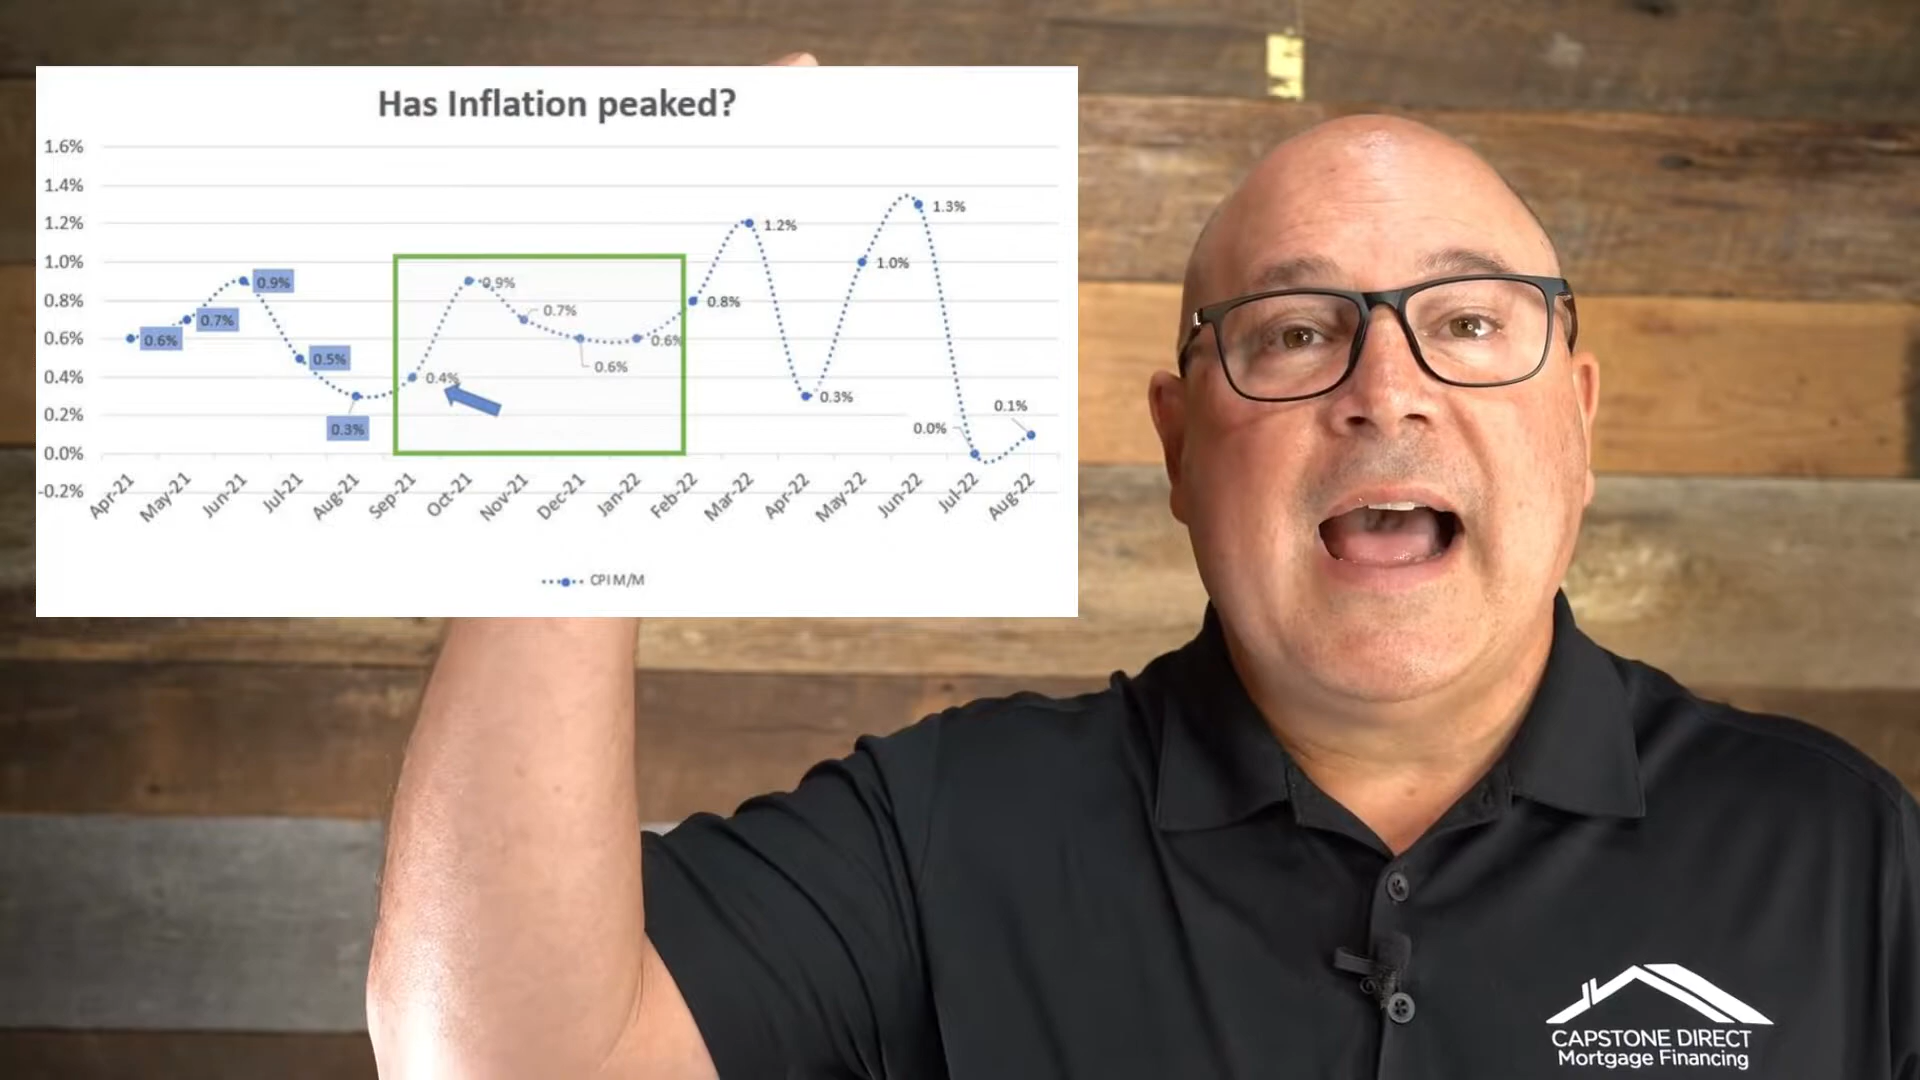 Has Inflation peaked?
1.6%
1.4%
1.2%
1.0%
0.8%
0.6%
0.4%
0.2%
0.0%
-0.2%
0.6%
0.7%
0.9%
0.5%
0.3%
0.4%
0.9%
0.7%
0.6%
0.6%
0.8%
1.2%
0.3%
1.0%
1.3%
0.0%
0.1%
Apr-21
May-21
Jun-21
Jul-21
Aug-21
Sep-21
Oct-21
Nov-21
Dec-21
Jan-22
Feb-22
Mar-22
Apr-22
May-22
Jun-22
Jul-22
Aug-22
CPI M/M
CAPSTONE DIRECT
Mortgage Financing